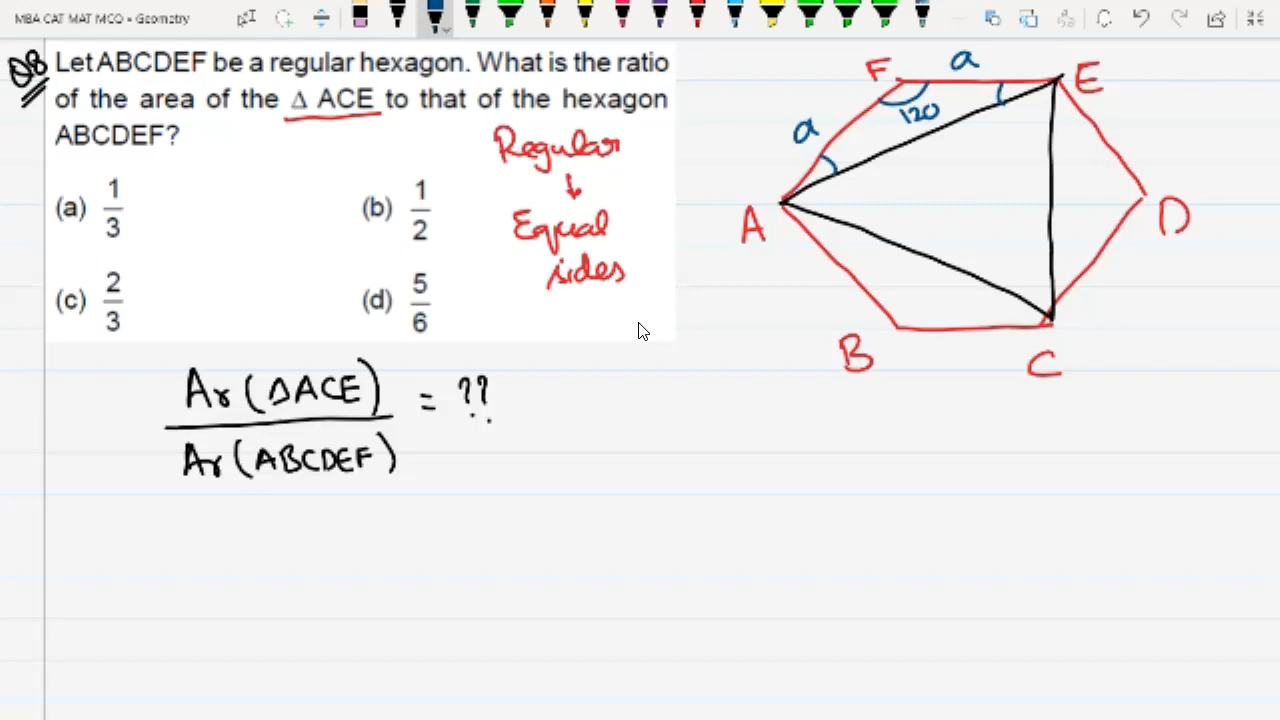 MBA CAT MAT MCQ » Geometry
Q8 Let ABCDEF be a regular hexagon. What is the ratio
of the area of the Δ ACE to that of the hexagon
ABCDEF?
(a) 1/3 (b) 1/2
(c) 2/3 (d) 5/6
Regular
↓
Equal
sides
Ar (ΔACE) / Ar (ABCDEF) = ??
F a E
a 120
A D
B C